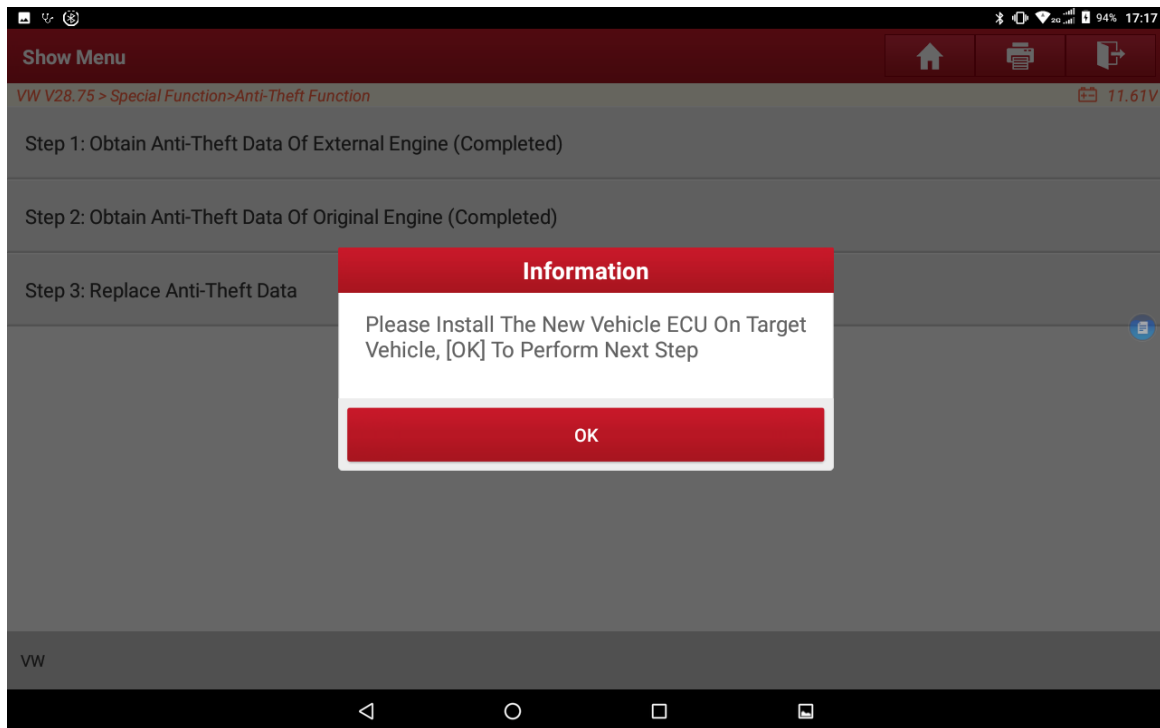 2G 94% 17:17
Show Menu
VW V28.75 > Special Function>Anti-Theft Function 11.61V
Step 1: Obtain Anti-Theft Data Of External Engine (Completed)
Step 2: Obtain Anti-Theft Data Of Original Engine (Completed)
Step 3: Replace Anti-Theft Data
Information
Please Install The New Vehicle ECU On Target
Vehicle, [OK] To Perform Next Step
OK
VW